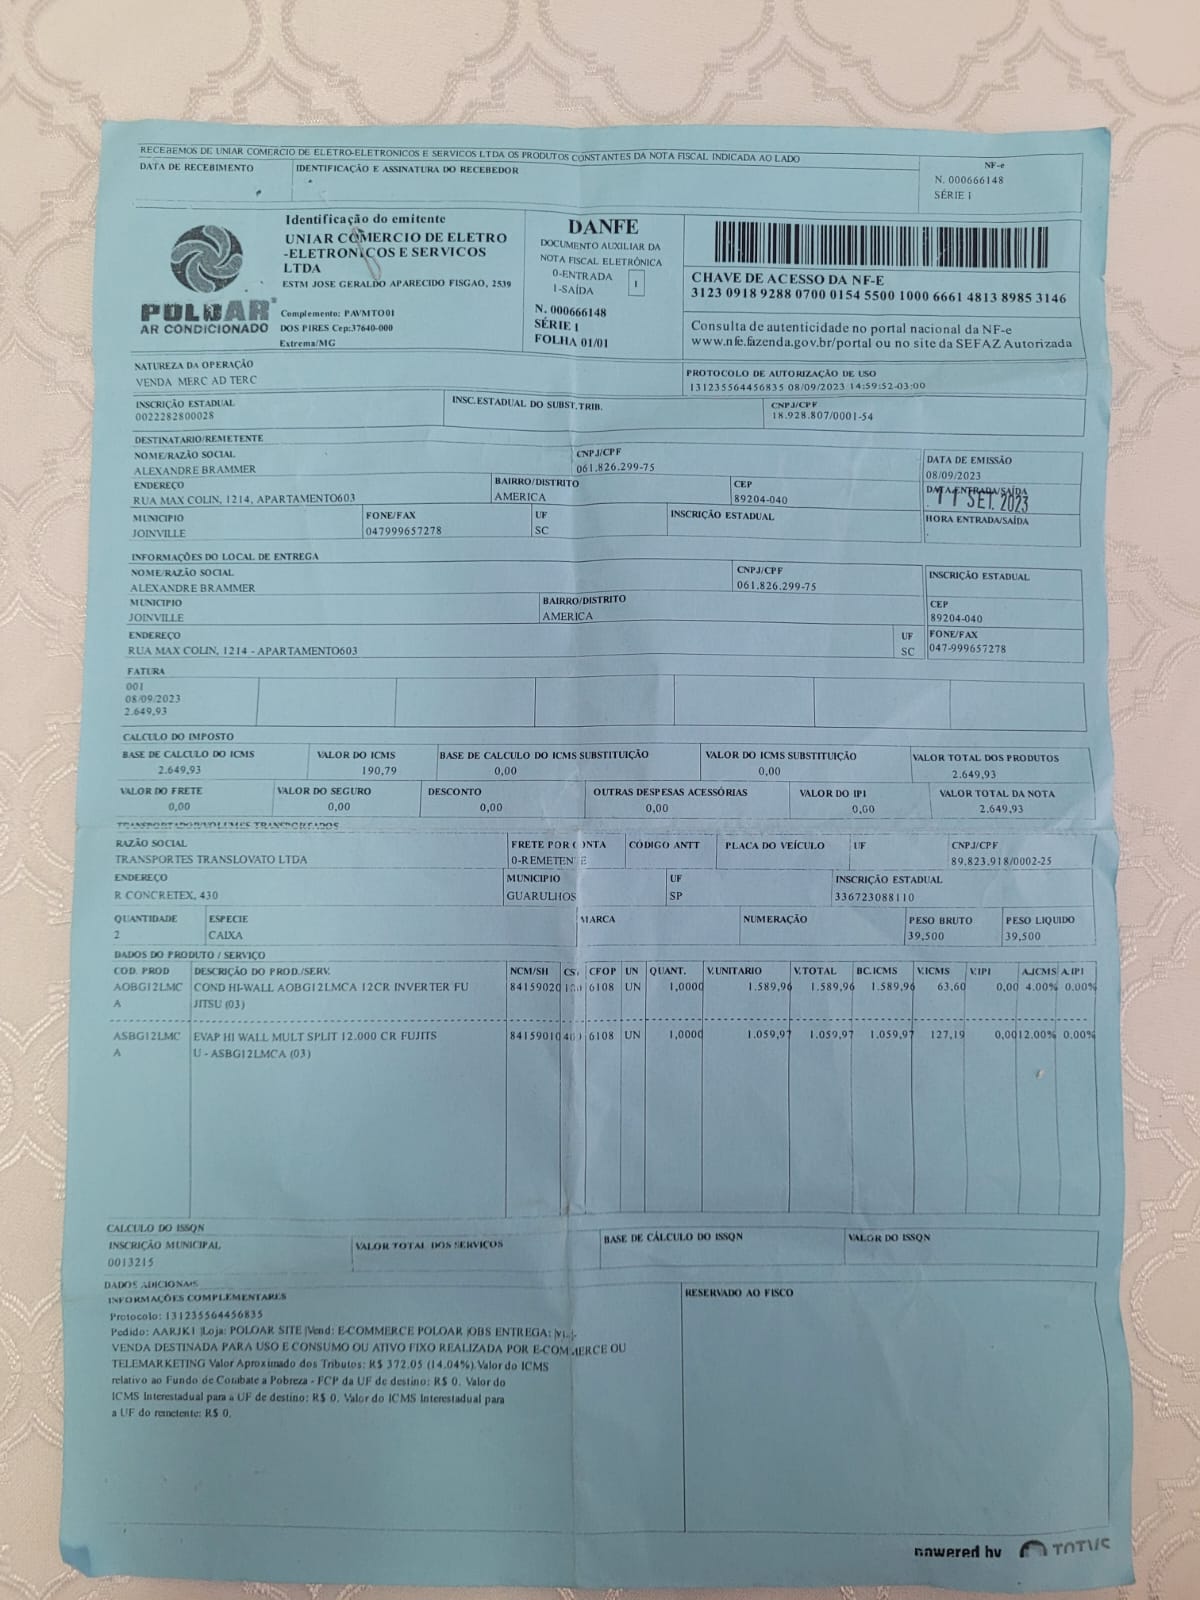 RECEBEMOS DE UNIAR COMERCIO DE ELETRO-ELETRONICOS E SERVICOS LTDA OS PRODUTOS CONSTANTES DA NOTA FISCAL INDICADA AO LADO
DATA DE RECEBIMENTO
IDENTIFICAÇÃO E ASSINATURA DO RECEBEDOR
NF-e
N. 000666148
SÉRIE 1
POLOAR
AR CONDICIONADO
Identificação do emitente
UNIAR COMERCIO DE ELETRO
-ELETRONICOS E SERVICOS
LTDA
ESTM JOSE GERALDO APARECIDO FISGAO, 2539
Complemento: PAVMTO01
DOS PIRES Cep:37640-000
Extrema/MG
DANFE
DOCUMENTO AUXILIAR DA
NOTA FISCAL ELETRÔNICA
0-ENTRADA
1-SAÍDA
1
N. 000666148
SÉRIE 1
FOLHA 01/01
CHAVE DE ACESSO DA NF-E
3123 0918 9288 0700 0154 5500 1000 6661 4813 8985 3146
Consulta de autenticidade no portal nacional da NF-e
www.nfe.fazenda.gov.br/portal ou no site da SEFAZ Autorizada
NATUREZA DA OPERAÇÃO
VENDA MERC AD TERC
PROTOCOLO DE AUTORIZAÇÃO DE USO
131235564456835 08/09/2023 14:59:52-03:00
INSCRIÇÃO ESTADUAL
0022282800028
INSC.ESTADUAL DO SUBST.TRIB.
CNPJ/CPF
18.928.807/0001-54
DESTINATARIO/REMETENTE
NOME/RAZÃO SOCIAL
ALEXANDRE BRAMMER
CNPJ/CPF
061.826.299-75
DATA DE EMISSÃO
08/09/2023
ENDEREÇO
RUA MAX COLIN, 1214, APARTAMENTO603
BAIRRO/DISTRITO
AMERICA
CEP
89204-040
DATA ENTRADA/SAÍDA
11 SET. 2023
MUNICIPIO
JOINVILLE
FONE/FAX
047999657278
UF
SC
INSCRIÇÃO ESTADUAL
HORA ENTRADA/SAÍDA
INFORMAÇÕES DO LOCAL DE ENTREGA
NOME/RAZÃO SOCIAL
ALEXANDRE BRAMMER
CNPJ/CPF
061.826.299-75
INSCRIÇÃO ESTADUAL
MUNICIPIO
JOINVILLE
BAIRRO/DISTRITO
AMERICA
CEP
89204-040
ENDEREÇO
RUA MAX COLIN, 1214 - APARTAMENTO603
UF
SC
FONE/FAX
047-999657278
FATURA
001
08/09/2023
2.649,93
CALCULO DO IMPOSTO
BASE DE CALCULO DO ICMS
2.649,93
VALOR DO ICMS
190,79
BASE DE CALCULO DO ICMS SUBSTITUIÇÃO
0,00
VALOR DO ICMS SUBSTITUIÇÃO
0,00
VALOR TOTAL DOS PRODUTOS
2.649,93
VALOR DO FRETE
0,00
VALOR DO SEGURO
0,00
DESCONTO
0,00
OUTRAS DESPESAS ACESSÓRIAS
0,00
VALOR DO IPI
0,00
VALOR TOTAL DA NOTA
2.649,93
TRANSPORTADOR/VOLUMES TRANSPORTADOS
RAZÃO SOCIAL
TRANSPORTES TRANSLOVATO LTDA
FRETE POR CONTA
0-REMETENTE
CÓDIGO ANTT
PLACA DO VEÍCULO
UF
CNPJ/CPF
89.823.918/0002-25
ENDEREÇO
R CONCRETEX, 430
MUNICIPIO
GUARULHOS
UF
SP
INSCRIÇÃO ESTADUAL
336723088110
QUANTIDADE
2
ESPECIE
CAIXA
MARCA
NUMERAÇÃO
PESO BRUTO
39,500
PESO LIQUIDO
39,500
DADOS DO PRODUTO / SERVIÇO
COD. PROD DESCRIÇÃO DO PROD./SERV. NCM/SH CST CFOP UN QUANT. V.UNITARIO V.TOTAL BC.ICMS V.ICMS V.IPI A.ICMS A.IPI
AOBG12LMC COND HI-WALL AOBG12LMCA 12CR INVERTER FU 84159020 6108 UN 1,0000 1.589,96 1.589,96 1.589,96 63,60 0,00 4.00% 0.00%
A JITSU (03)
ASBG12LMC EVAP HI WALL MULT SPLIT 12.000 CR FUJITS 84159010 6108 UN 1,0000 1.059,97 1.059,97 1.059,97 127,19 0,00 12.00% 0.00%
A U - ASBG12LMCA (03)
CALCULO DO ISSQN
INSCRIÇÃO MUNICIPAL
0013215
VALOR TOTAL DOS SERVICOS
BASE DE CÁLCULO DO ISSQN
VALOR DO ISSQN
DADOS ADICIONAIS
INFORMAÇÕES COMPLEMENTARES
RESERVADO AO FISCO
Protocolo: 131235564456835
Pedido: AARJK1 |Loja: POLOAR SITE |Vend: E-COMMERCE POLOAR |OBS ENTREGA:
VENDA DESTINADA PARA USO E CONSUMO OU ATIVO FIXO REALIZADA POR E-COMMERCE OU
TELEMARKETING Valor Aproximado dos Tributos: R$ 372.05 (14.04%).Valor do ICMS
relativo ao Fundo de Combate a Pobreza - FCP da UF de destino: R$ 0. Valor do
ICMS Interestadual para a UF de destino: R$ 0. Valor do ICMS Interestadual para
a UF do remetente: R$ 0.
powered by TOTVS